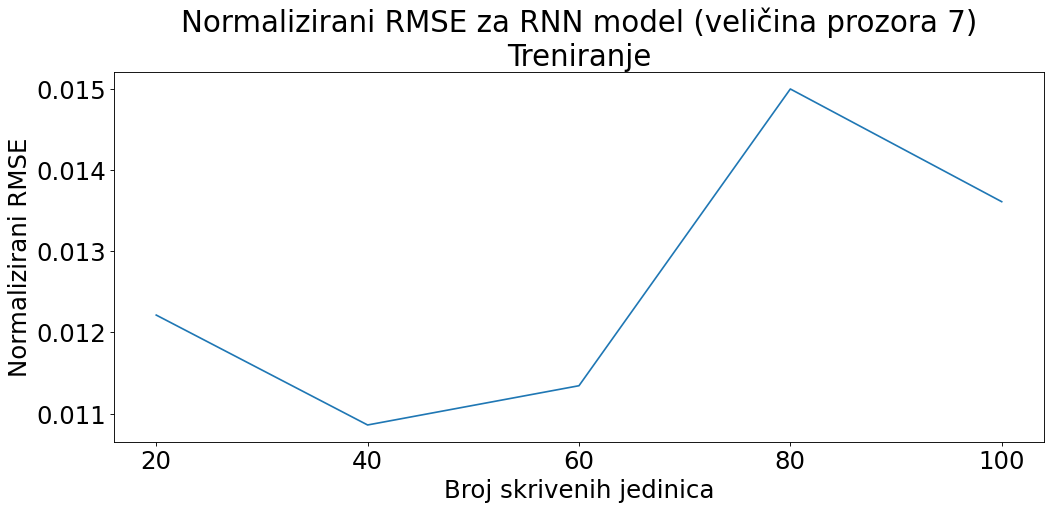 Normalizirani RMSE za RNN model (veličina prozora 7)
Treniranje
Normalizirani RMSE
0.015
0.014
0.013
0.012
0.011
20 40 60 80 100
Broj skrivenih jedinica